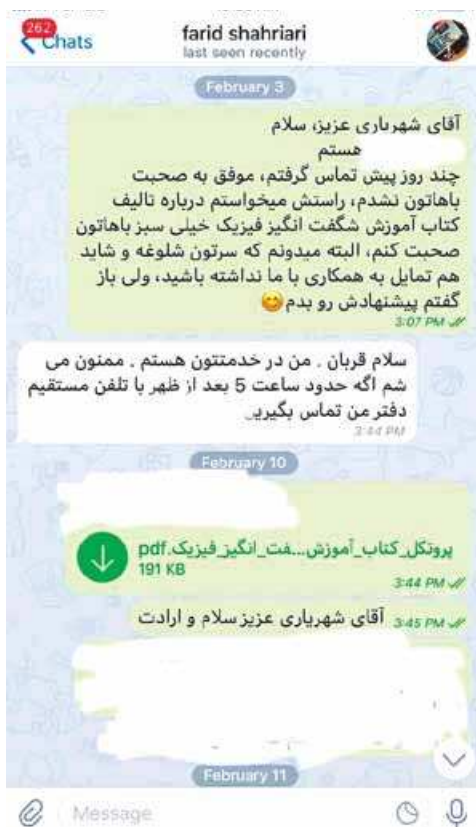 262
Chats
farid shahriari
last seen recently
February 3
آقای شهریاری عزیز، سلام
هستم
چند روز پیش تماس گرفتم، موفق به صحبت
باهاتون نشدم، راستش میخواستم درباره تالیف
کتاب آموزش شگفت انگیز فیزیک خیلی سبز باهاتون
صحبت کنم، البته میدونم که سرتون شلوغه و شاید
هم تمایل به همکاری با ما نداشته باشید، ولی باز
گفتم پیشنهادش رو بدم😊
3:07 PM
سلام قربان . من در خدمتتون هستم . ممنون می
شم اگه حدود ساعت 5 بعد از ظهر با تلفن مستقیم
دفتر من تماس بگیرید
3:44 PM
February 10
پروتکل_کتاب_آموزش_...فت_انگیز_فیزیک.pdf
191 KB
3:44 PM
آقای شهریاری عزیز سلام و ارادت
3:45 PM
February 11
Message